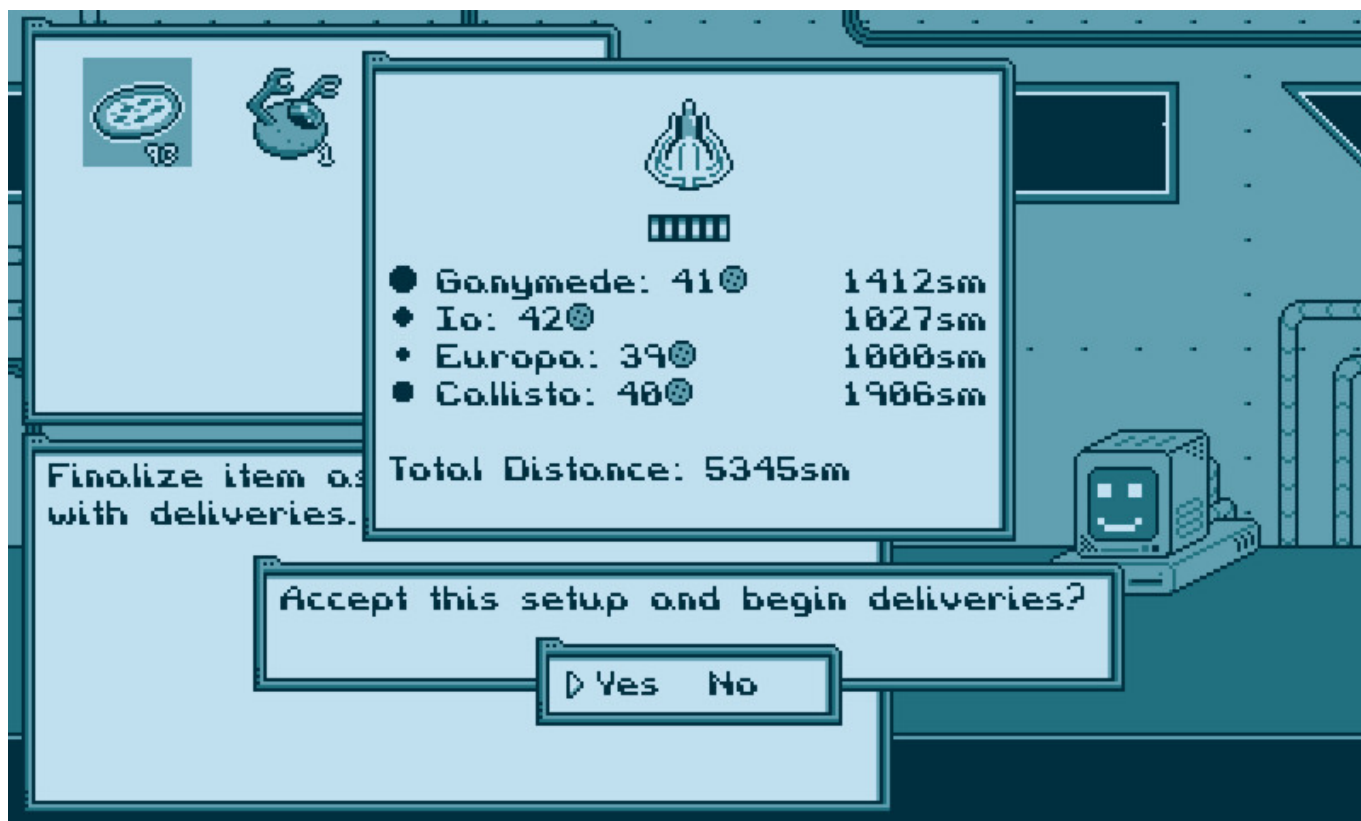 98
1
Ganymede: 41 1412sm
Io: 42 1027sm
Europa: 39 1000sm
Callisto: 40 1906sm
Total Distance: 5345sm
Finalize item as
with deliveries.
Accept this setup and begin deliveries?
Yes No